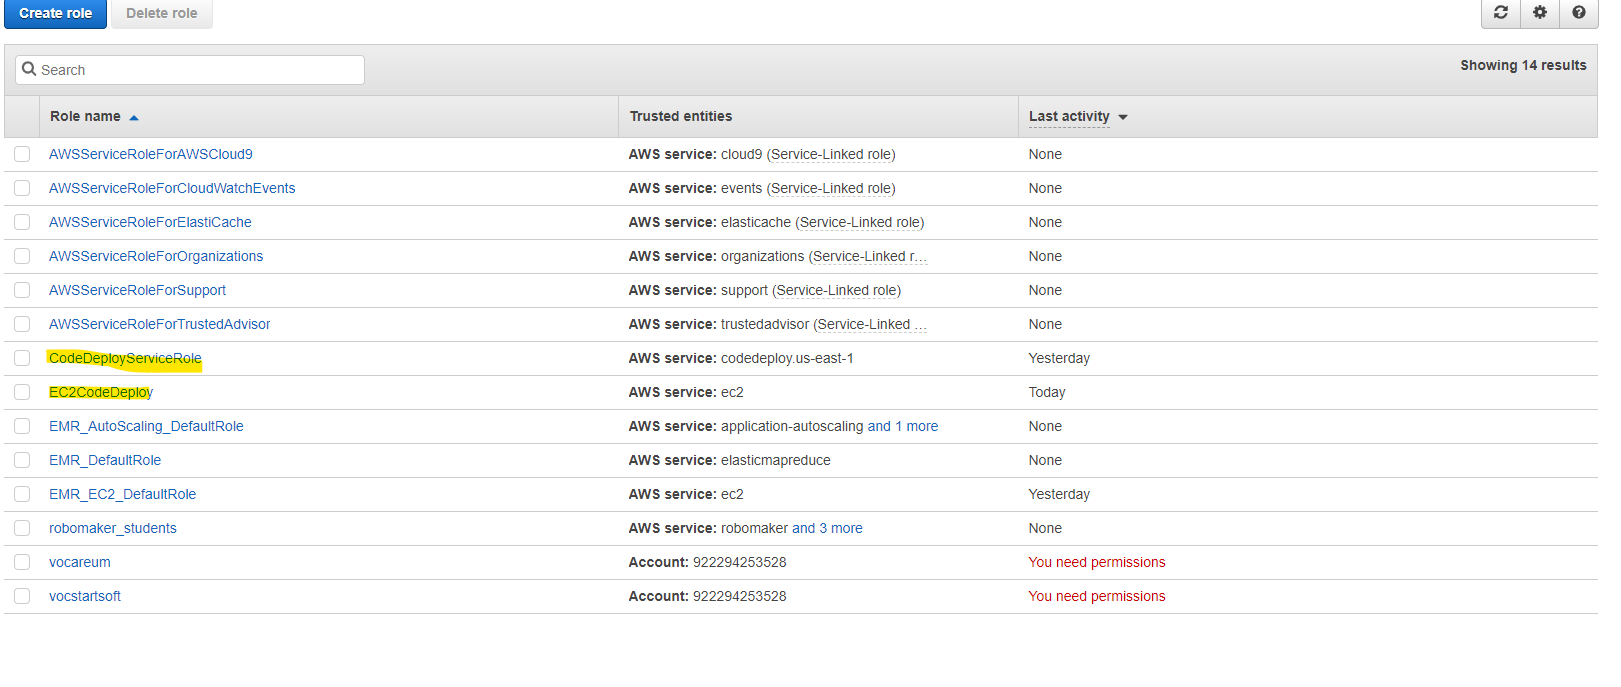 Create role Delete role
Search
Showing 14 results
Role name Trusted entities Last activity
AWSServiceRoleForAWSCloud9 AWS service: cloud9 (Service-Linked role) None
AWSServiceRoleForCloudWatchEvents AWS service: events (Service-Linked role) None
AWSServiceRoleForElastiCache AWS service: elasticache (Service-Linked role) None
AWSServiceRoleForOrganizations AWS service: organizations (Service-Linked r... None
AWSServiceRoleForSupport AWS service: support (Service-Linked role) None
AWSServiceRoleForTrustedAdvisor AWS service: trustedadvisor (Service-Linked ... None
CodeDeployServiceRole AWS service: codedeploy.us-east-1 Yesterday
EC2CodeDeploy AWS service: ec2 Today
EMR_AutoScaling_DefaultRole AWS service: application-autoscaling and 1 more None
EMR_DefaultRole AWS service: elasticmapreduce None
EMR_EC2_DefaultRole AWS service: ec2 Yesterday
robomaker_students AWS service: robomaker and 3 more None
vocareum Account: 922294253528 You need permissions
vocstartsoft Account: 922294253528 You need permissions